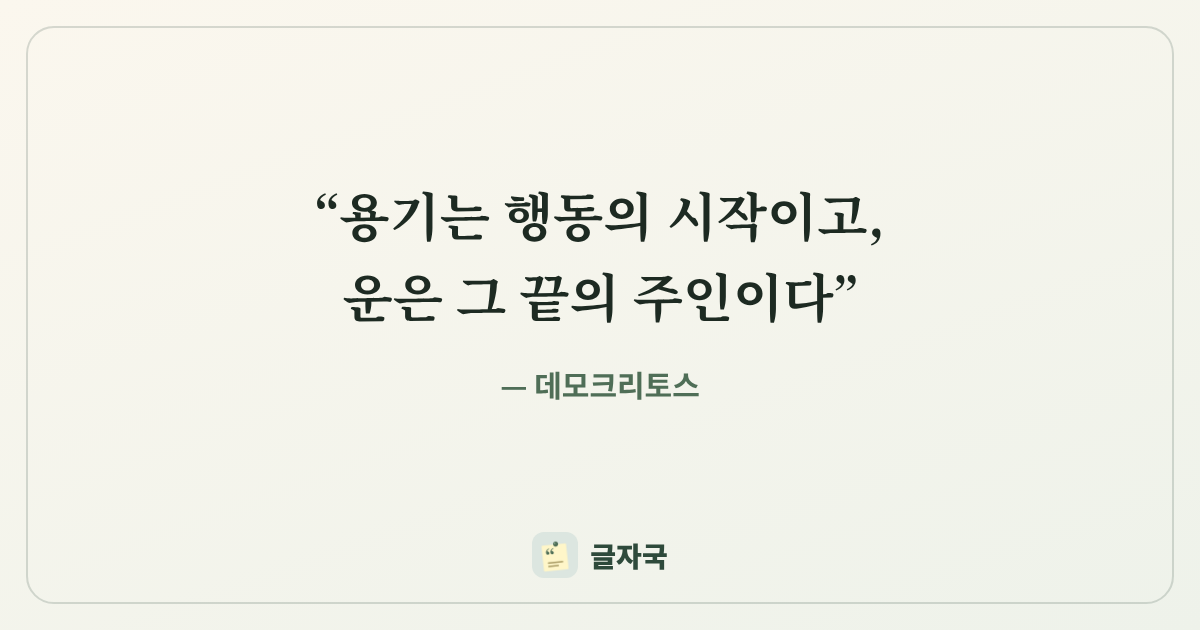 “용기는 행동의 시작이고,
운은 그 끝의 주인이다”
— 데모크리토스
글자국